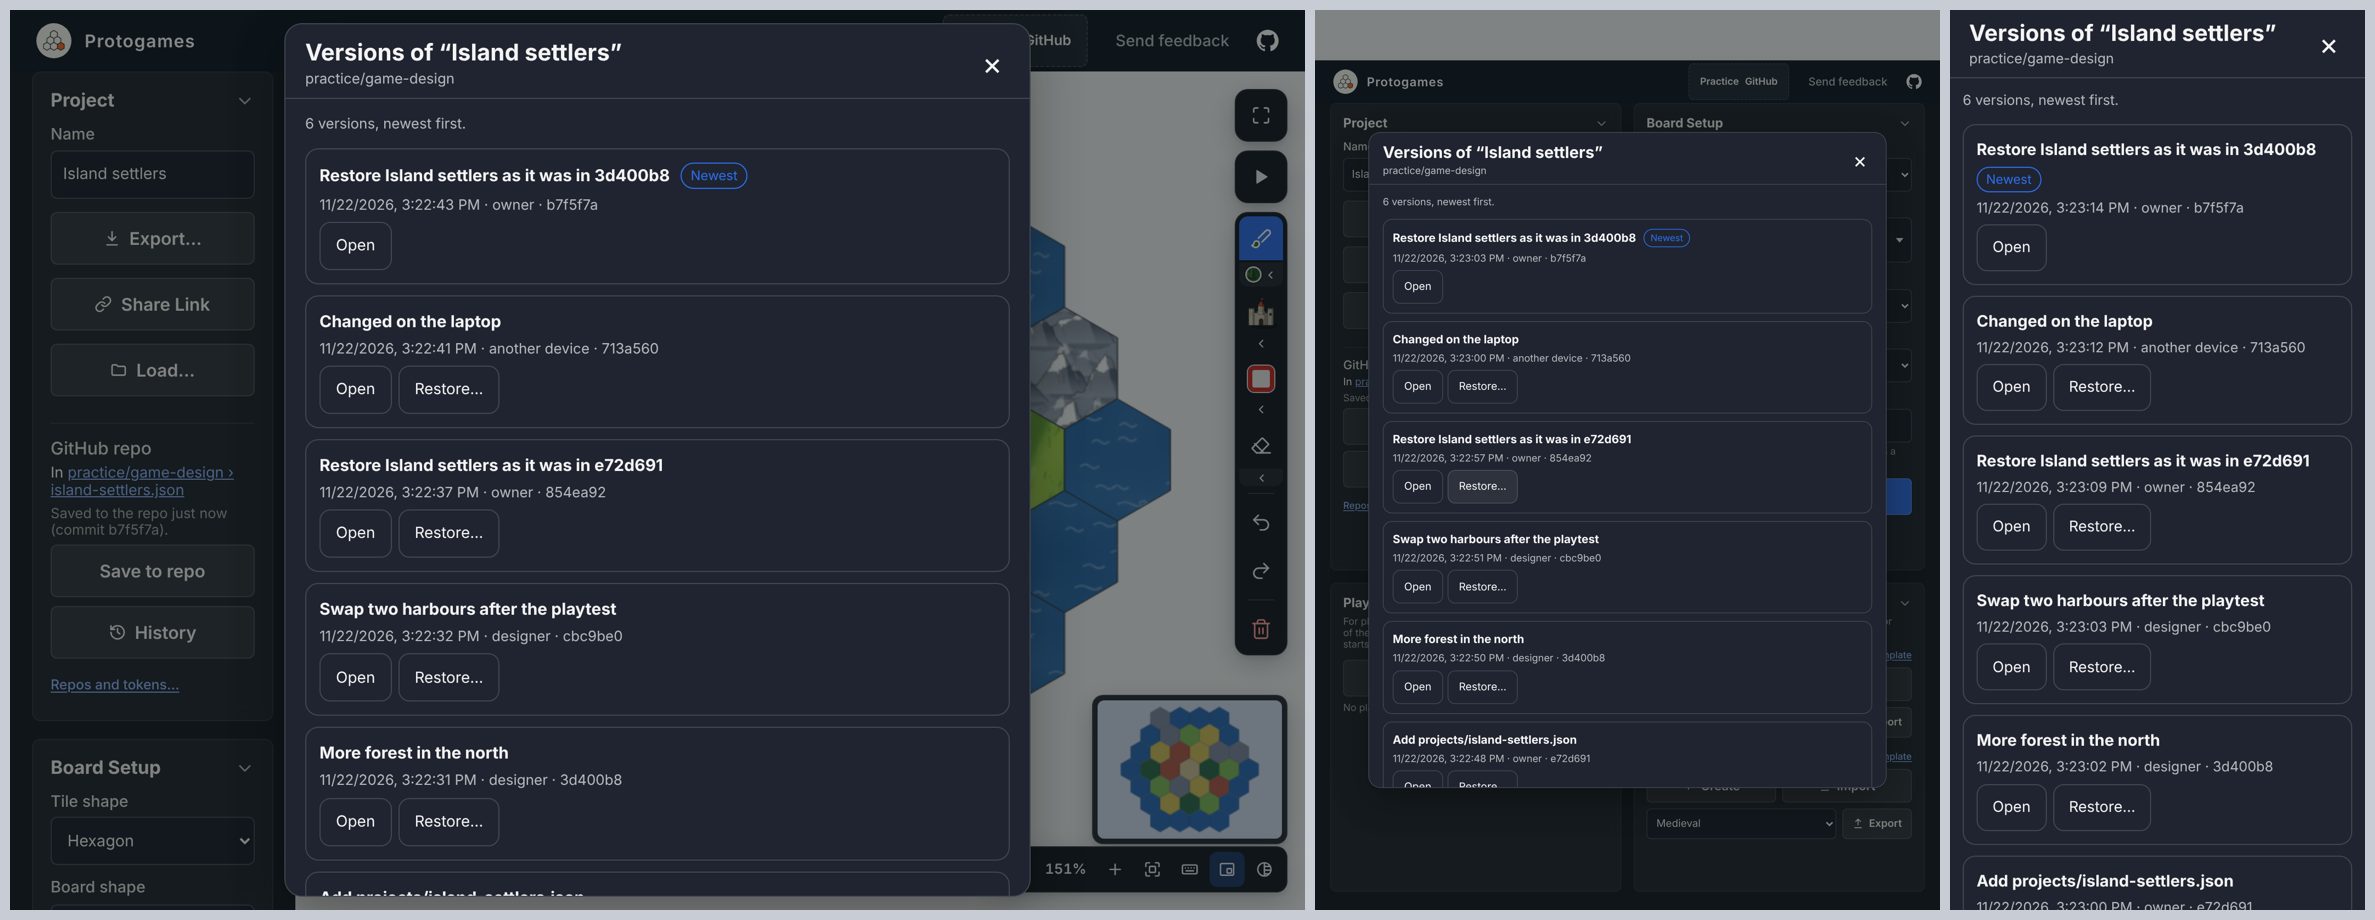 Protogames
GitHub
Send feedback
Project
Name
Island settlers
Export...
Share Link
Load...
GitHub repo
In practice/game-design ›
island-settlers.json
Saved to the repo just now
(commit b7f5f7a).
Save to repo
History
Repos and tokens...
Board Setup
Tile shape
Hexagon
Board shape
Versions of “Island settlers”
practice/game-design
6 versions, newest first.
Restore Island settlers as it was in 3d400b8 Newest
11/22/2026, 3:22:43 PM · owner · b7f5f7a
Open
Changed on the laptop
11/22/2026, 3:22:41 PM · another device · 713a560
Open Restore...
Restore Island settlers as it was in e72d691
11/22/2026, 3:22:37 PM · owner · 854ea92
Open Restore...
Swap two harbours after the playtest
11/22/2026, 3:22:32 PM · designer · cbc9be0
Open Restore...
More forest in the north
11/22/2026, 3:22:31 PM · designer · 3d400b8
Open Restore...
Add projects/island-settlers.json
151%
Protogames
Practice GitHub
Send feedback
Project
Board Setup
Versions of “Island settlers”
practice/game-design
6 versions, newest first.
Restore Island settlers as it was in 3d400b8 Newest
11/22/2026, 3:23:03 PM · owner · b7f5f7a
Open
Changed on the laptop
11/22/2026, 3:23:00 PM · another device · 713a560
Open Restore...
Restore Island settlers as it was in e72d691
11/22/2026, 3:22:57 PM · owner · 854ea92
Open Restore...
Swap two harbours after the playtest
11/22/2026, 3:22:51 PM · designer · cbc9be0
Open Restore...
More forest in the north
11/22/2026, 3:22:50 PM · designer · 3d400b8
Open Restore...
Add projects/island-settlers.json
11/22/2026, 3:22:48 PM · owner · e72d691
Open Restore...
Create Import
Medieval
Export
Versions of “Island settlers”
practice/game-design
6 versions, newest first.
Restore Island settlers as it was in 3d400b8
Newest
11/22/2026, 3:23:14 PM · owner · b7f5f7a
Open
Changed on the laptop
11/22/2026, 3:23:12 PM · another device · 713a560
Open Restore...
Restore Island settlers as it was in e72d691
11/22/2026, 3:23:09 PM · owner · 854ea92
Open Restore...
Swap two harbours after the playtest
11/22/2026, 3:23:03 PM · designer · cbc9be0
Open Restore...
More forest in the north
11/22/2026, 3:23:02 PM · designer · 3d400b8
Open Restore...
Add projects/island-settlers.json
11/22/2026, 3:23:00 PM · owner · e72d691